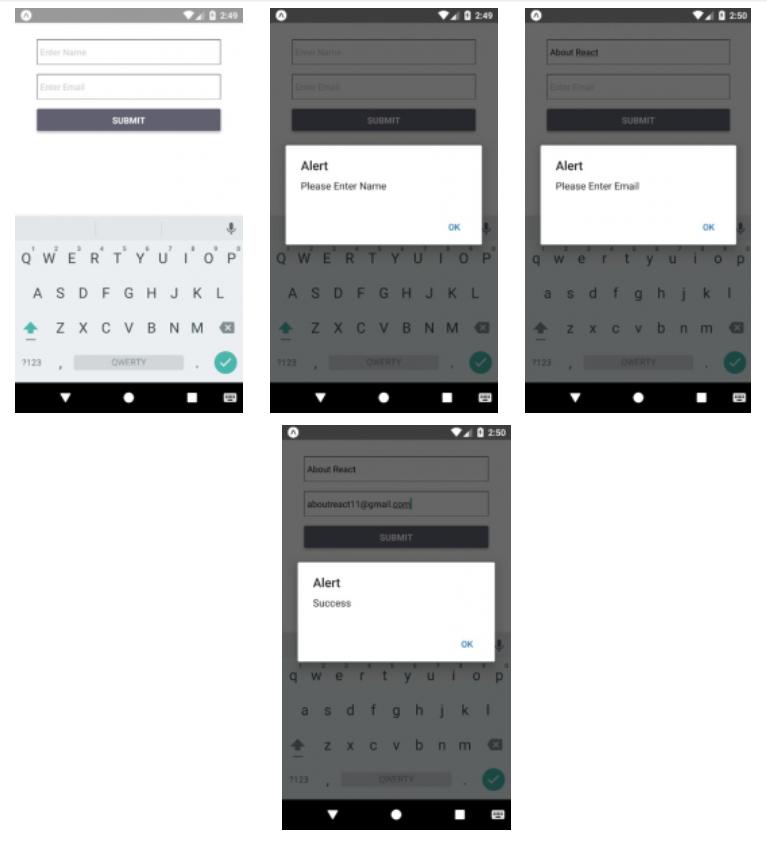 2:49
Enter Name
Enter Email
SUBMIT
1 2 3 4 5 6 7 8 9 0
Q W E R T Y U I O P
A S D F G H J K L
Z X C V B N M
?123 , QWERTY .
2:49
Enter Name
Enter Email
SUBMIT
Alert
Please Enter Name
OK
Q W E R T Y U I O P
A S D F G H J K L
Z X C V B N M
?123 , QWERTY .
2:50
About React
Enter Email
SUBMIT
Alert
Please Enter Email
OK
q w e r t y u i o p
a s d f g h j k l
z x c v b n m
?123 , QWERTY .
2:50
About React
aboutreact11@gmail.com
SUBMIT
Alert
Success
OK
q w e r t y u i o p
a s d f g h j k l
z x c v b n m
?123 , QWERTY .